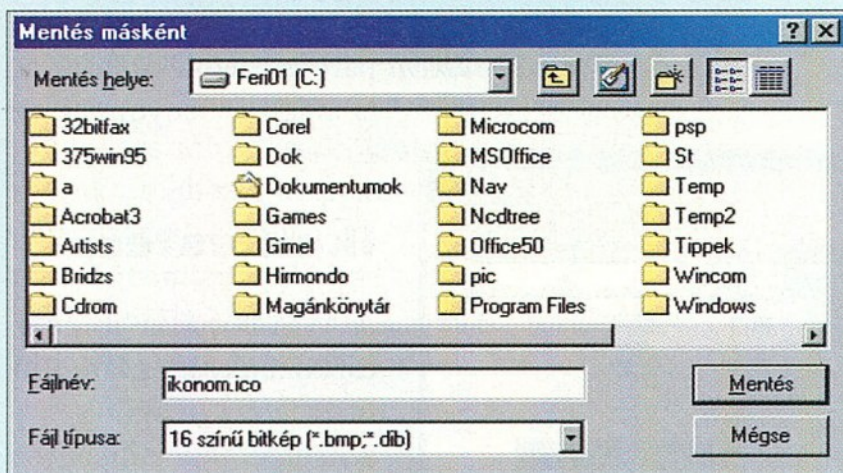 Mentés másként
Mentés helye: Feri01 (C:)
32bitfax Corel Microcom psp
375win95 Dok MSOffice St
a Dokumentumok Nav Temp
Acrobat3 Games Ncdtree Temp2
Artists Gimel Office50 Tippek
Bridzs Hirmondo pic Wincom
Cdrom Magánkönytár Program Files Windows
Fájlnév: ikonom.ico Mentés
Fájl típusa: 16 színű bitkép (*.bmp;*.dib) Mégse